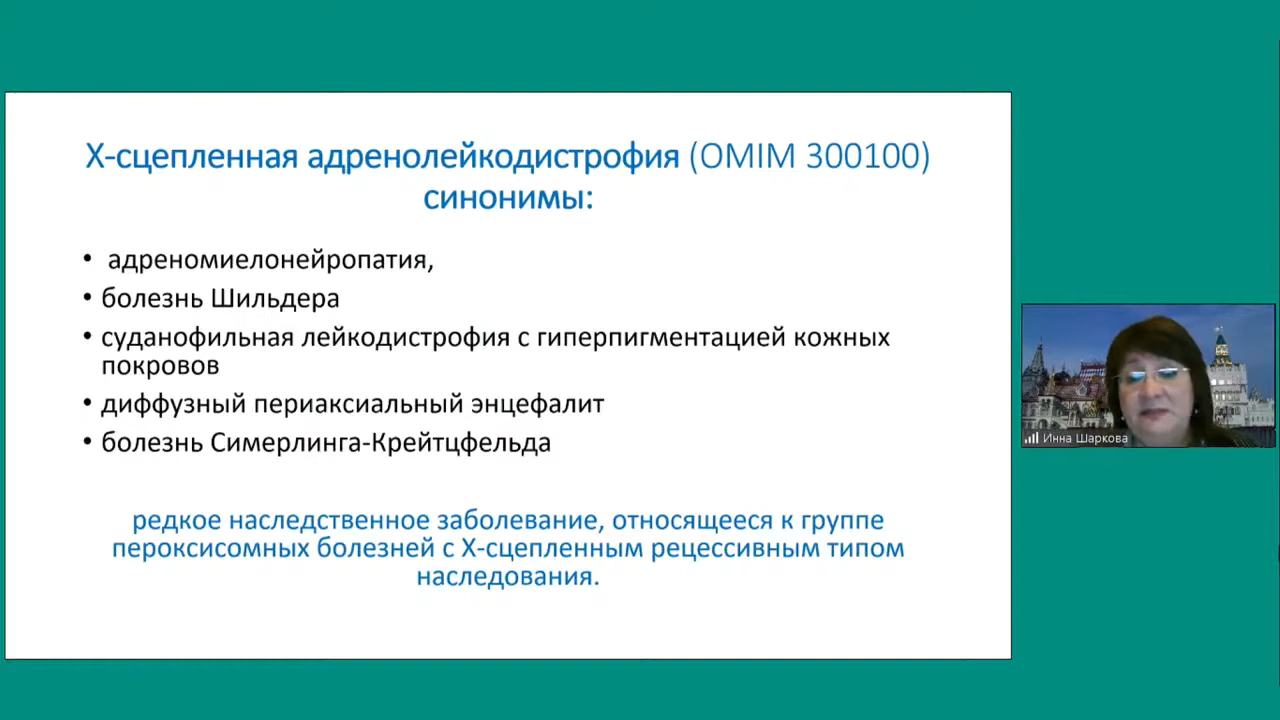 Х-сцепленная адренолейкодистрофия (OMIM 300100)
синонимы:
• адреномиелонейропатия,
• болезнь Шильдера
• суданофильная лейкодистрофия с гиперпигментацией кожных
покровов
• диффузный периаксиальный энцефалит
• болезнь Симерлинга-Крейтцфельда
редкое наследственное заболевание, относящееся к группе
пероксисомных болезней с Х-сцепленным рецессивным типом
наследования.
Инна Шаркова